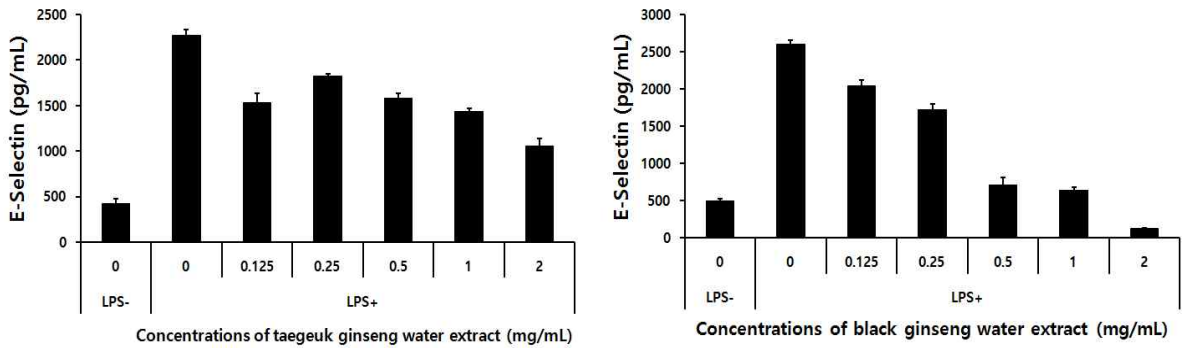 2500
2000
1500
1000
500
0
E-Selectin (pg/mL)
0 0 0.125 0.25 0.5 1 2
LPS- LPS+
Concentrations of taegeuk ginseng water extract (mg/mL)
3000
2500
2000
1500
1000
500
0
E-Selectin (pg/mL)
0 0 0.125 0.25 0.5 1 2
LPS- LPS+
Concentrations of black ginseng water extract (mg/mL)